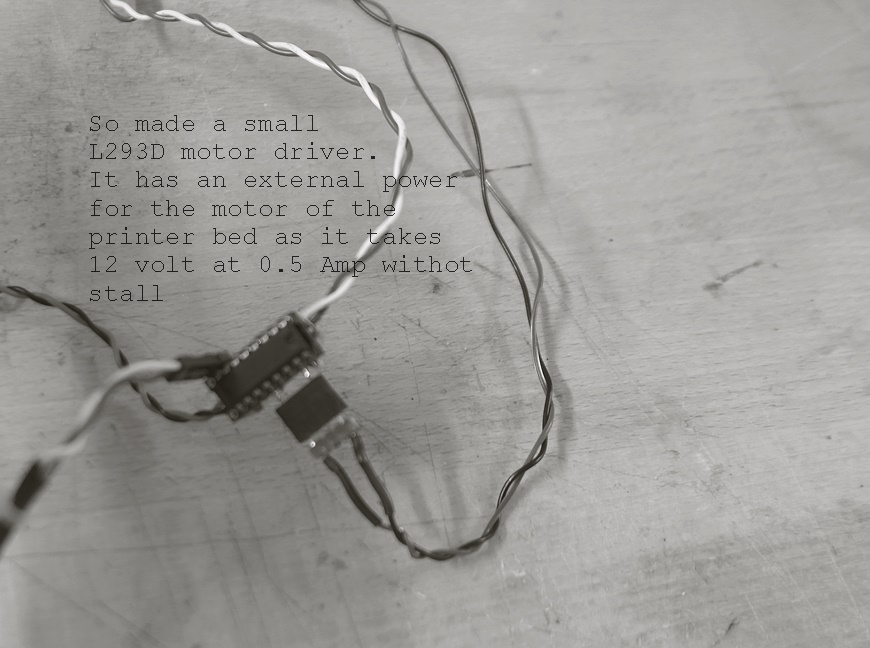 So made a small
L293D motor driver.
It has an external power
for the motor of the
printer bed as it takes
12 volt at 0.5 Amp withot
stall